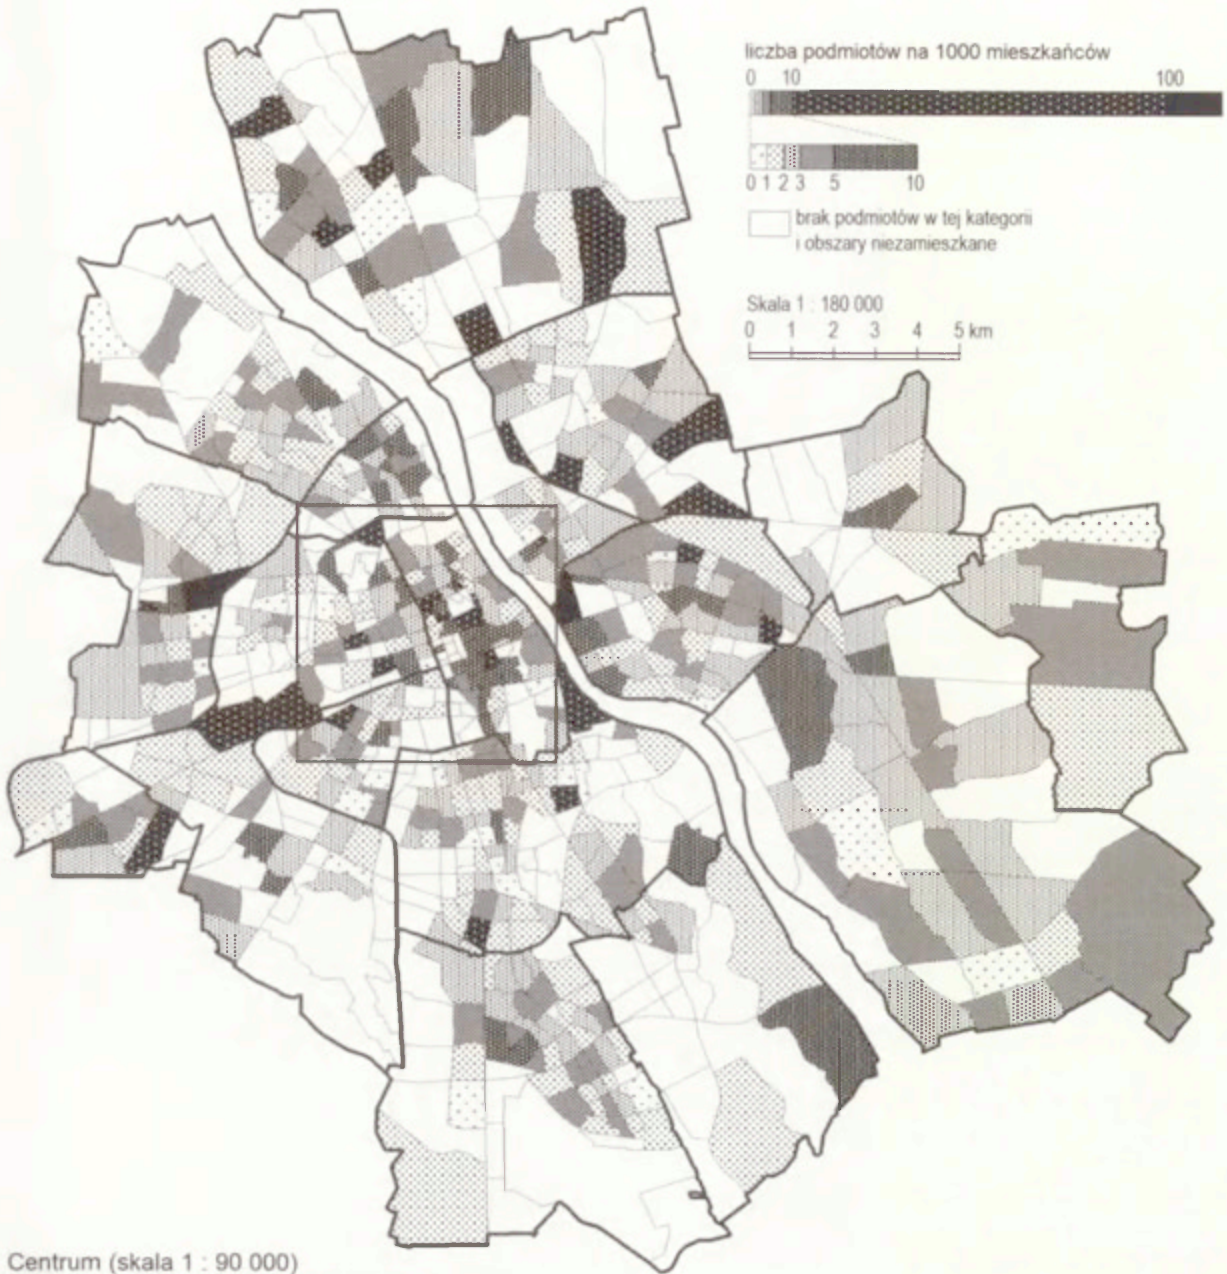 liczba podmiotów na 1000 mieszkańców
0 10 100
0 1 2 3 5 10
brak podmiotów w tej kategorii
i obszary niezamieszkane
Skala 1 : 180 000
0 1 2 3 4 5 km
Centrum (skala 1 : 90 000)